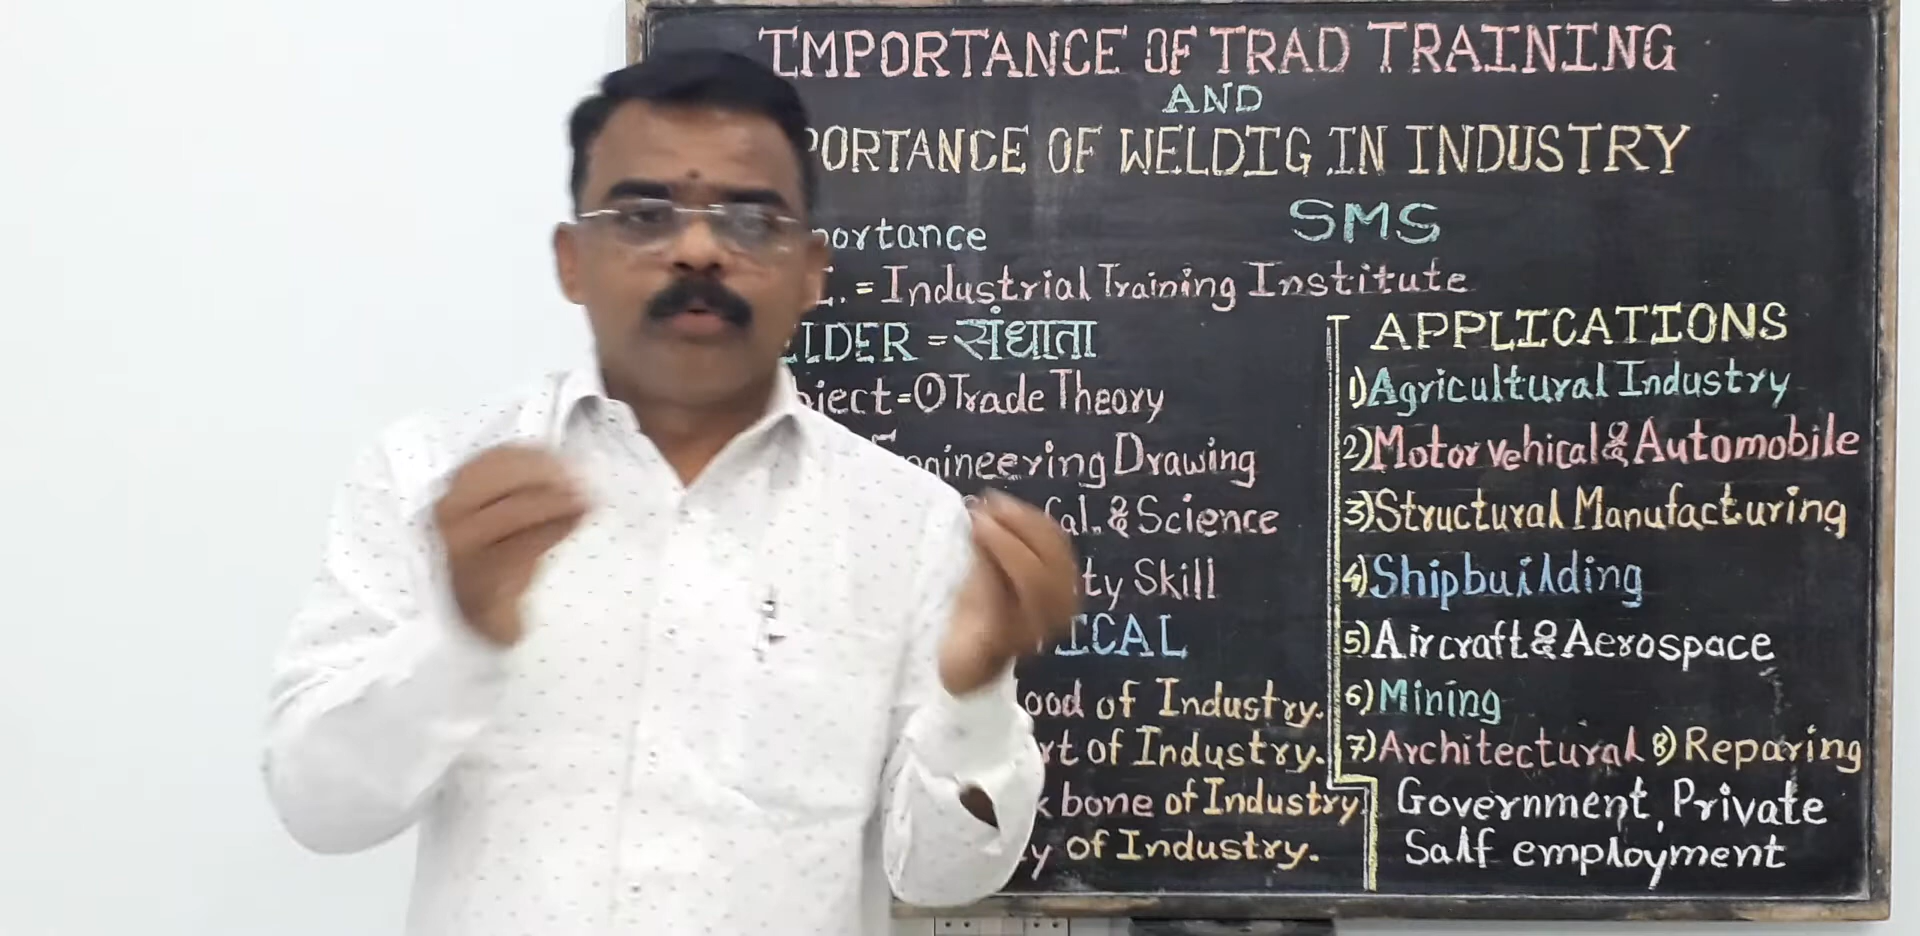 IMPORTANCE OF TRAD TRAINING
AND
PORTANCE OF WELDIG IN INDUSTRY
SMS
portance
I. = Industrial Training Institute
LDER = संधाता
bject = ① Trade Theory
Engineering Drawing
Cal. & Science
ty Skill
ICAL
ood of Industry.
rt of Industry.
k bone of Industry
y of Industry.
APPLICATIONS
1) Agricultural Industry
2) Motor vehical & Automobile
3) Structural Manufacturing
4) Shipbuilding
5) Aircraft & Aerospace
6) Mining
7) Architectural 8) Reparing
Government, Private
Salf employment